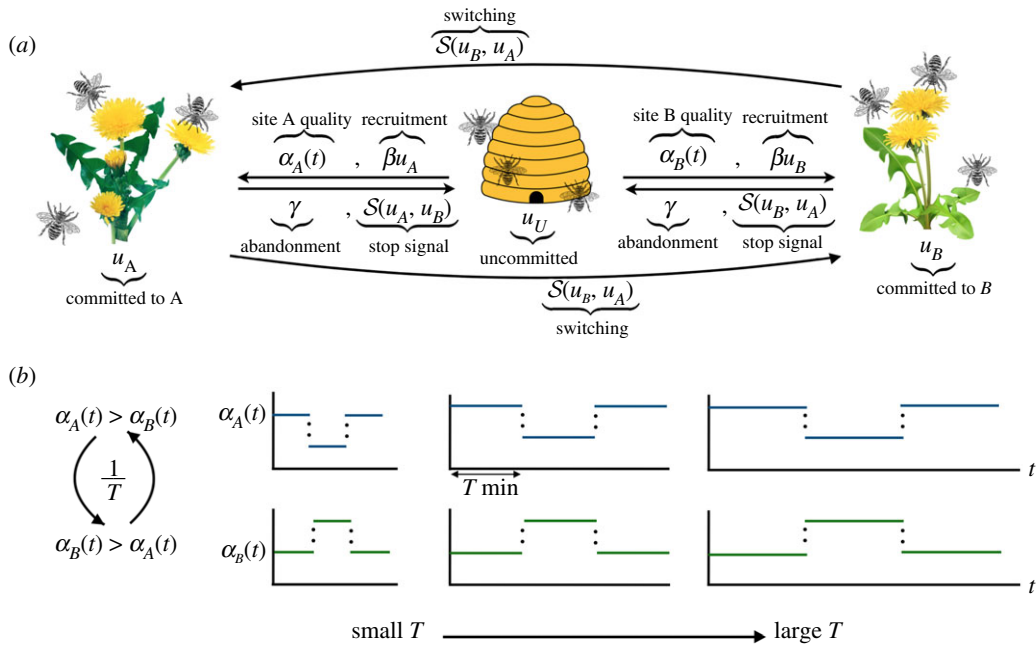 (a)
switching
S(u_B, u_A)
site A quality recruitment
α_A(t) , βu_A
γ , S(u_A, u_B)
abandonment stop signal
site B quality recruitment
α_B(t) , βu_B
γ , S(u_B, u_A)
abandonment stop signal
u_A
committed to A
u_U
uncommitted
u_B
committed to B
S(u_B, u_A)
switching
(b)
α_A(t) > α_B(t)
1/T
α_B(t) > α_A(t)
α_A(t)
T min
t
α_B(t)
t
small T
large T